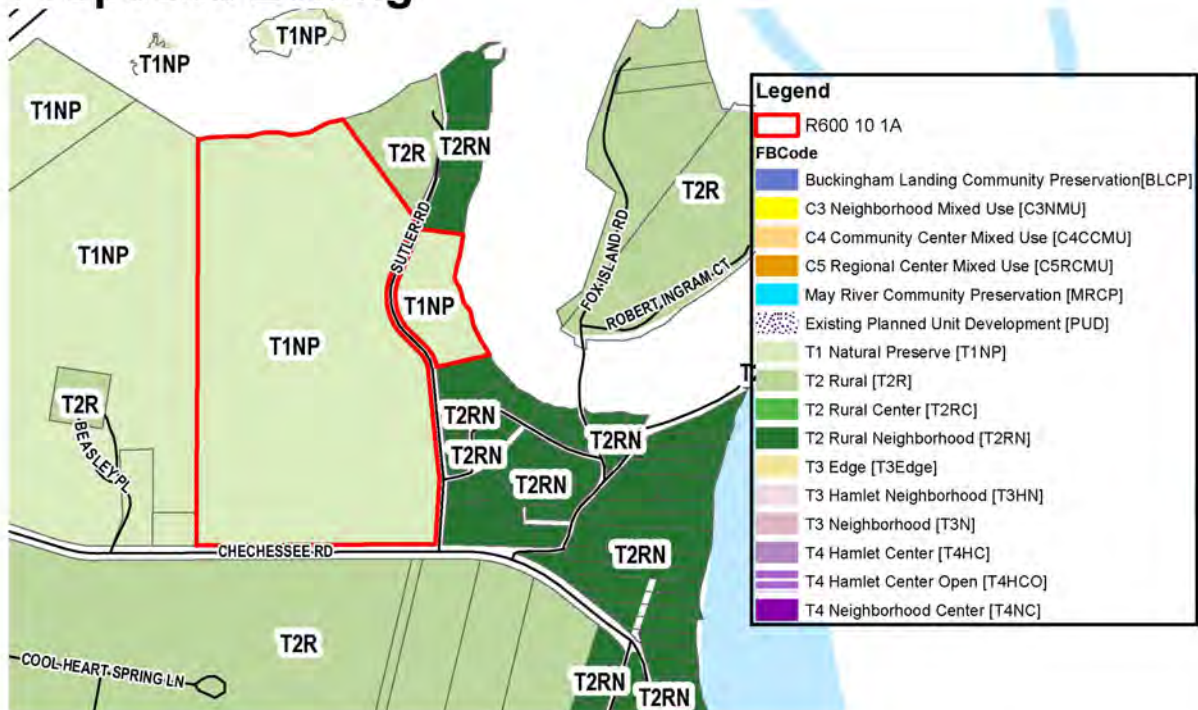 T1NP
T1NP
T1NP
T2R
T2RN
T2R
T1NP
SUTLER RD
FOX ISLAND RD
T1NP
ROBERT INGRAM CT
T1NP
T2R
BEASLEY PL
T2RN
T2RN
T2RN
T2RN
CHECHESSEE RD
T2RN
T2R
COOL HEART SPRING LN
T2RN
T2RN
Legend
R600 10 1A
FBCode
Buckingham Landing Community Preservation[BLCP]
C3 Neighborhood Mixed Use [C3NMU]
C4 Community Center Mixed Use [C4CCMU]
C5 Regional Center Mixed Use [C5RCMU]
May River Community Preservation [MRCP]
Existing Planned Unit Development [PUD]
T1 Natural Preserve [T1NP]
T2 Rural [T2R]
T2 Rural Center [T2RC]
T2 Rural Neighborhood [T2RN]
T3 Edge [T3Edge]
T3 Hamlet Neighborhood [T3HN]
T3 Neighborhood [T3N]
T4 Hamlet Center [T4HC]
T4 Hamlet Center Open [T4HCO]
T4 Neighborhood Center [T4NC]